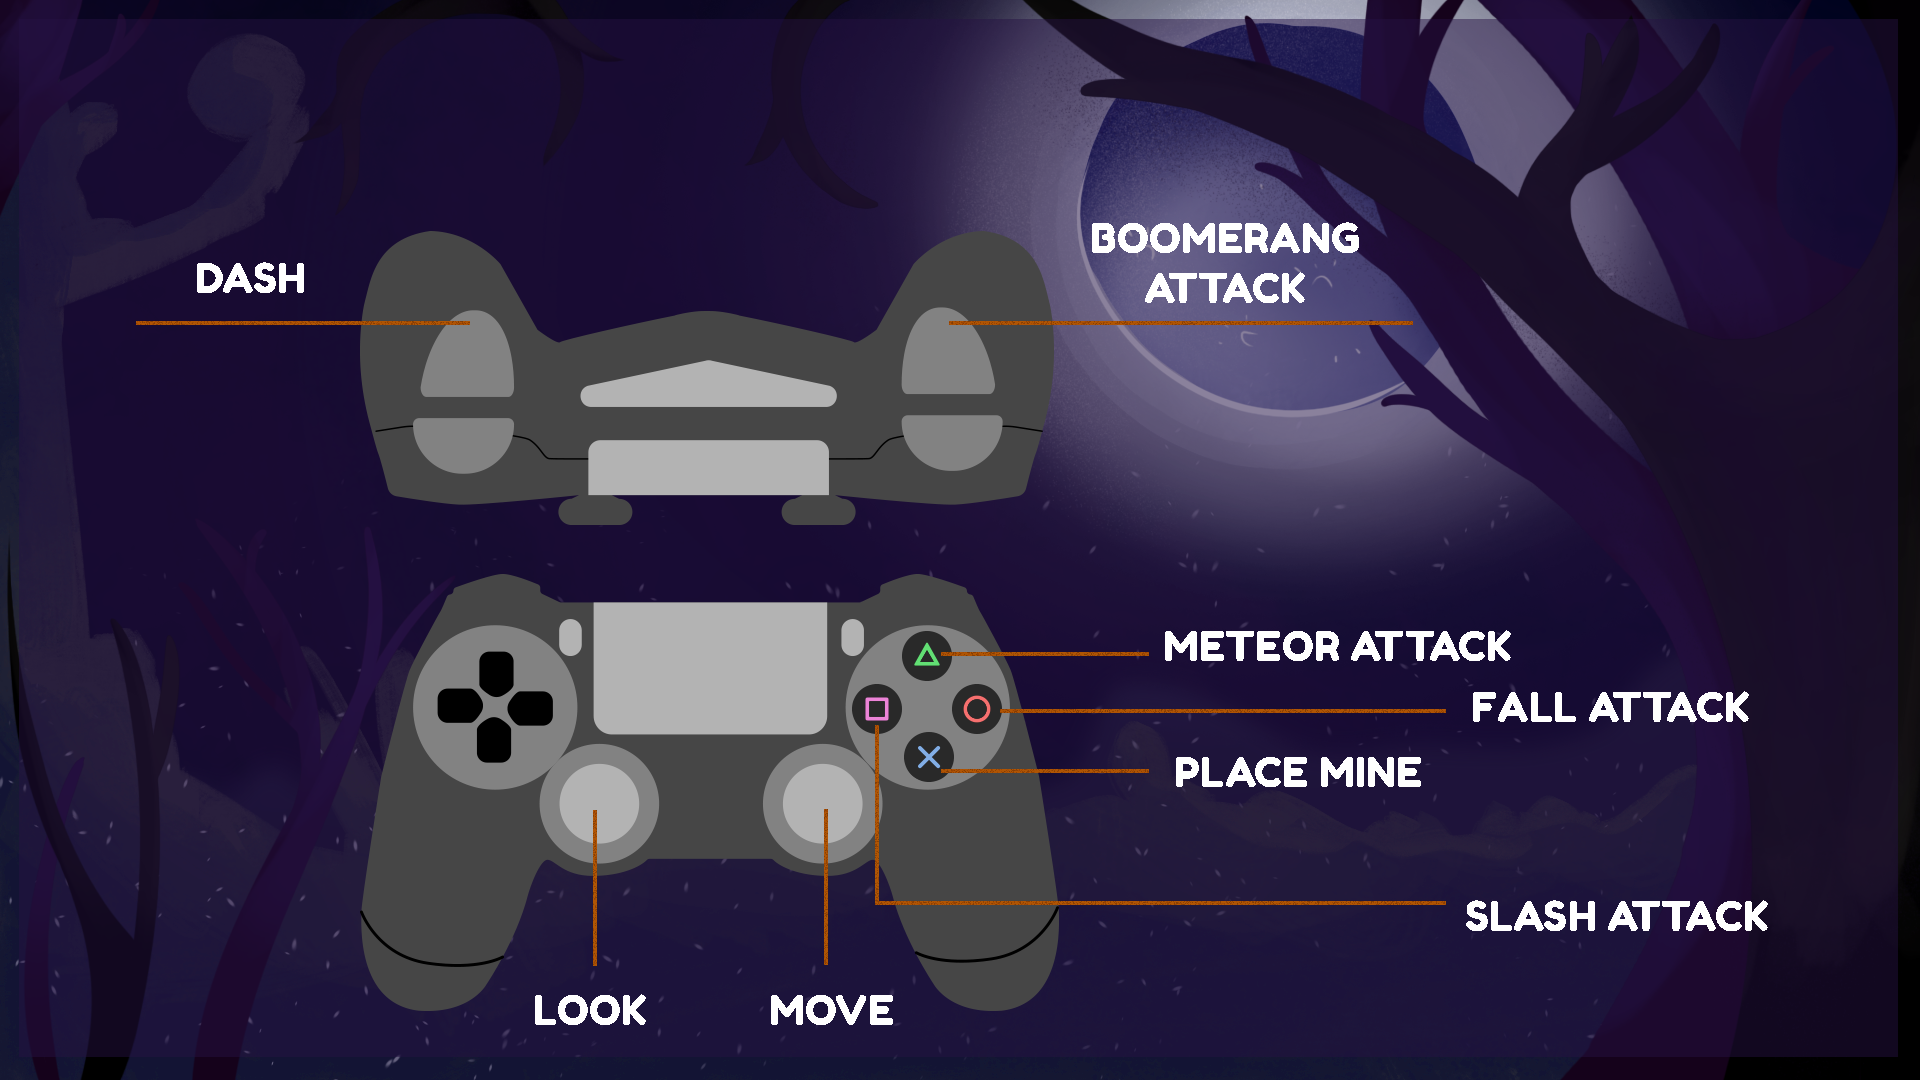 DASH
BOOMERANG
ATTACK
METEOR ATTACK
FALL ATTACK
PLACE MINE
SLASH ATTACK
LOOK
MOVE